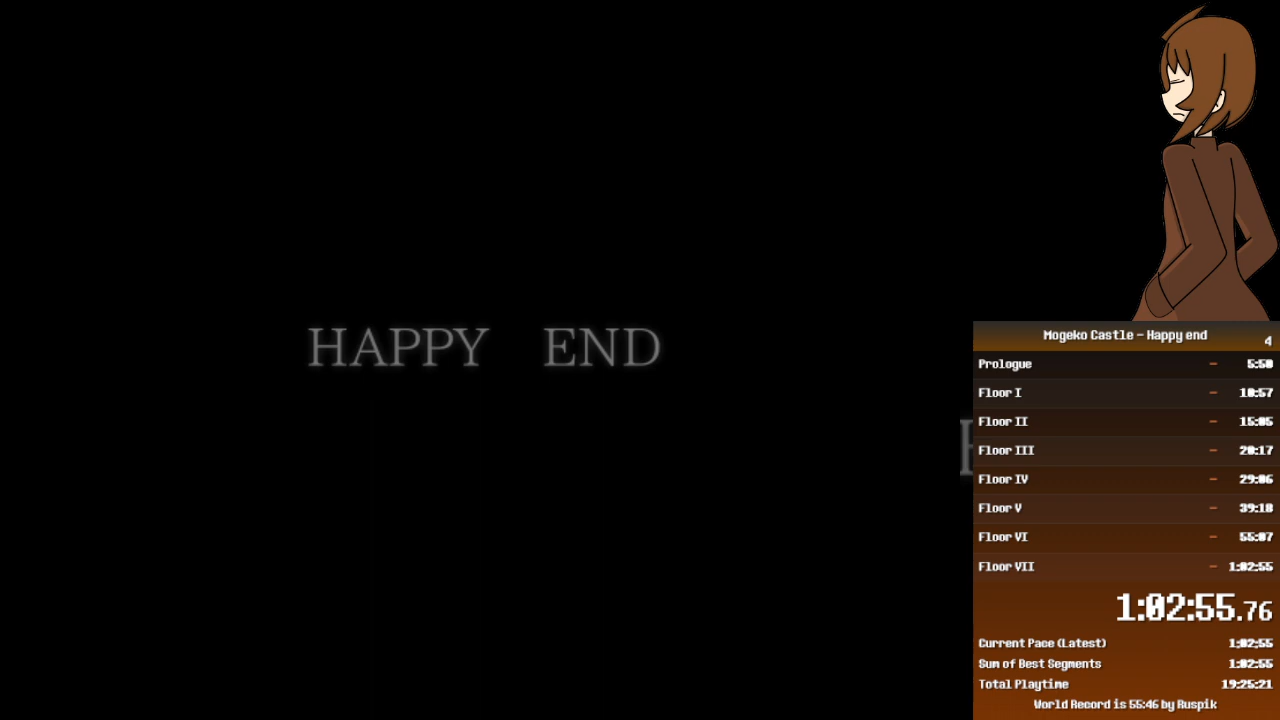 HAPPY END
Mogeko Castle - Happy end
4
Prologue - 5:50
Floor I - 10:57
Floor II - 15:05
Floor III - 20:17
Floor IV - 29:06
Floor V - 39:18
Floor VI - 55:07
Floor VII - 1:02:55
1:02:55.76
Current Pace (Latest) 1:02:55
Sum of Best Segments 1:02:55
Total Playtime 19:25:21
World Record is 55:46 by Ruspik